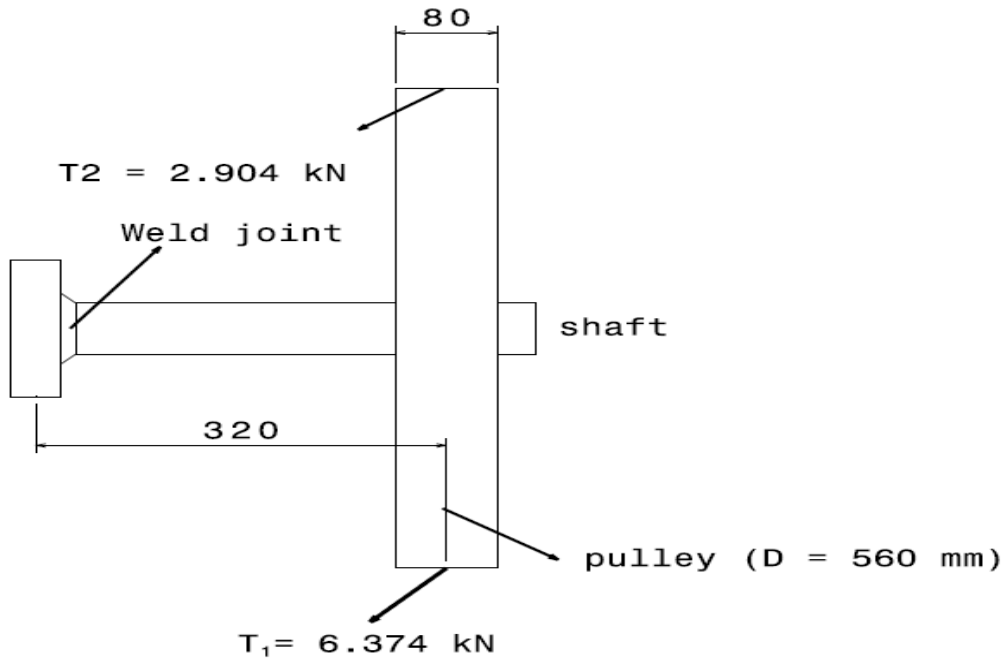 80
T2 = 2.904 kN
Weld joint
shaft
320
pulley (D = 560 mm)
T₁= 6.374 kN